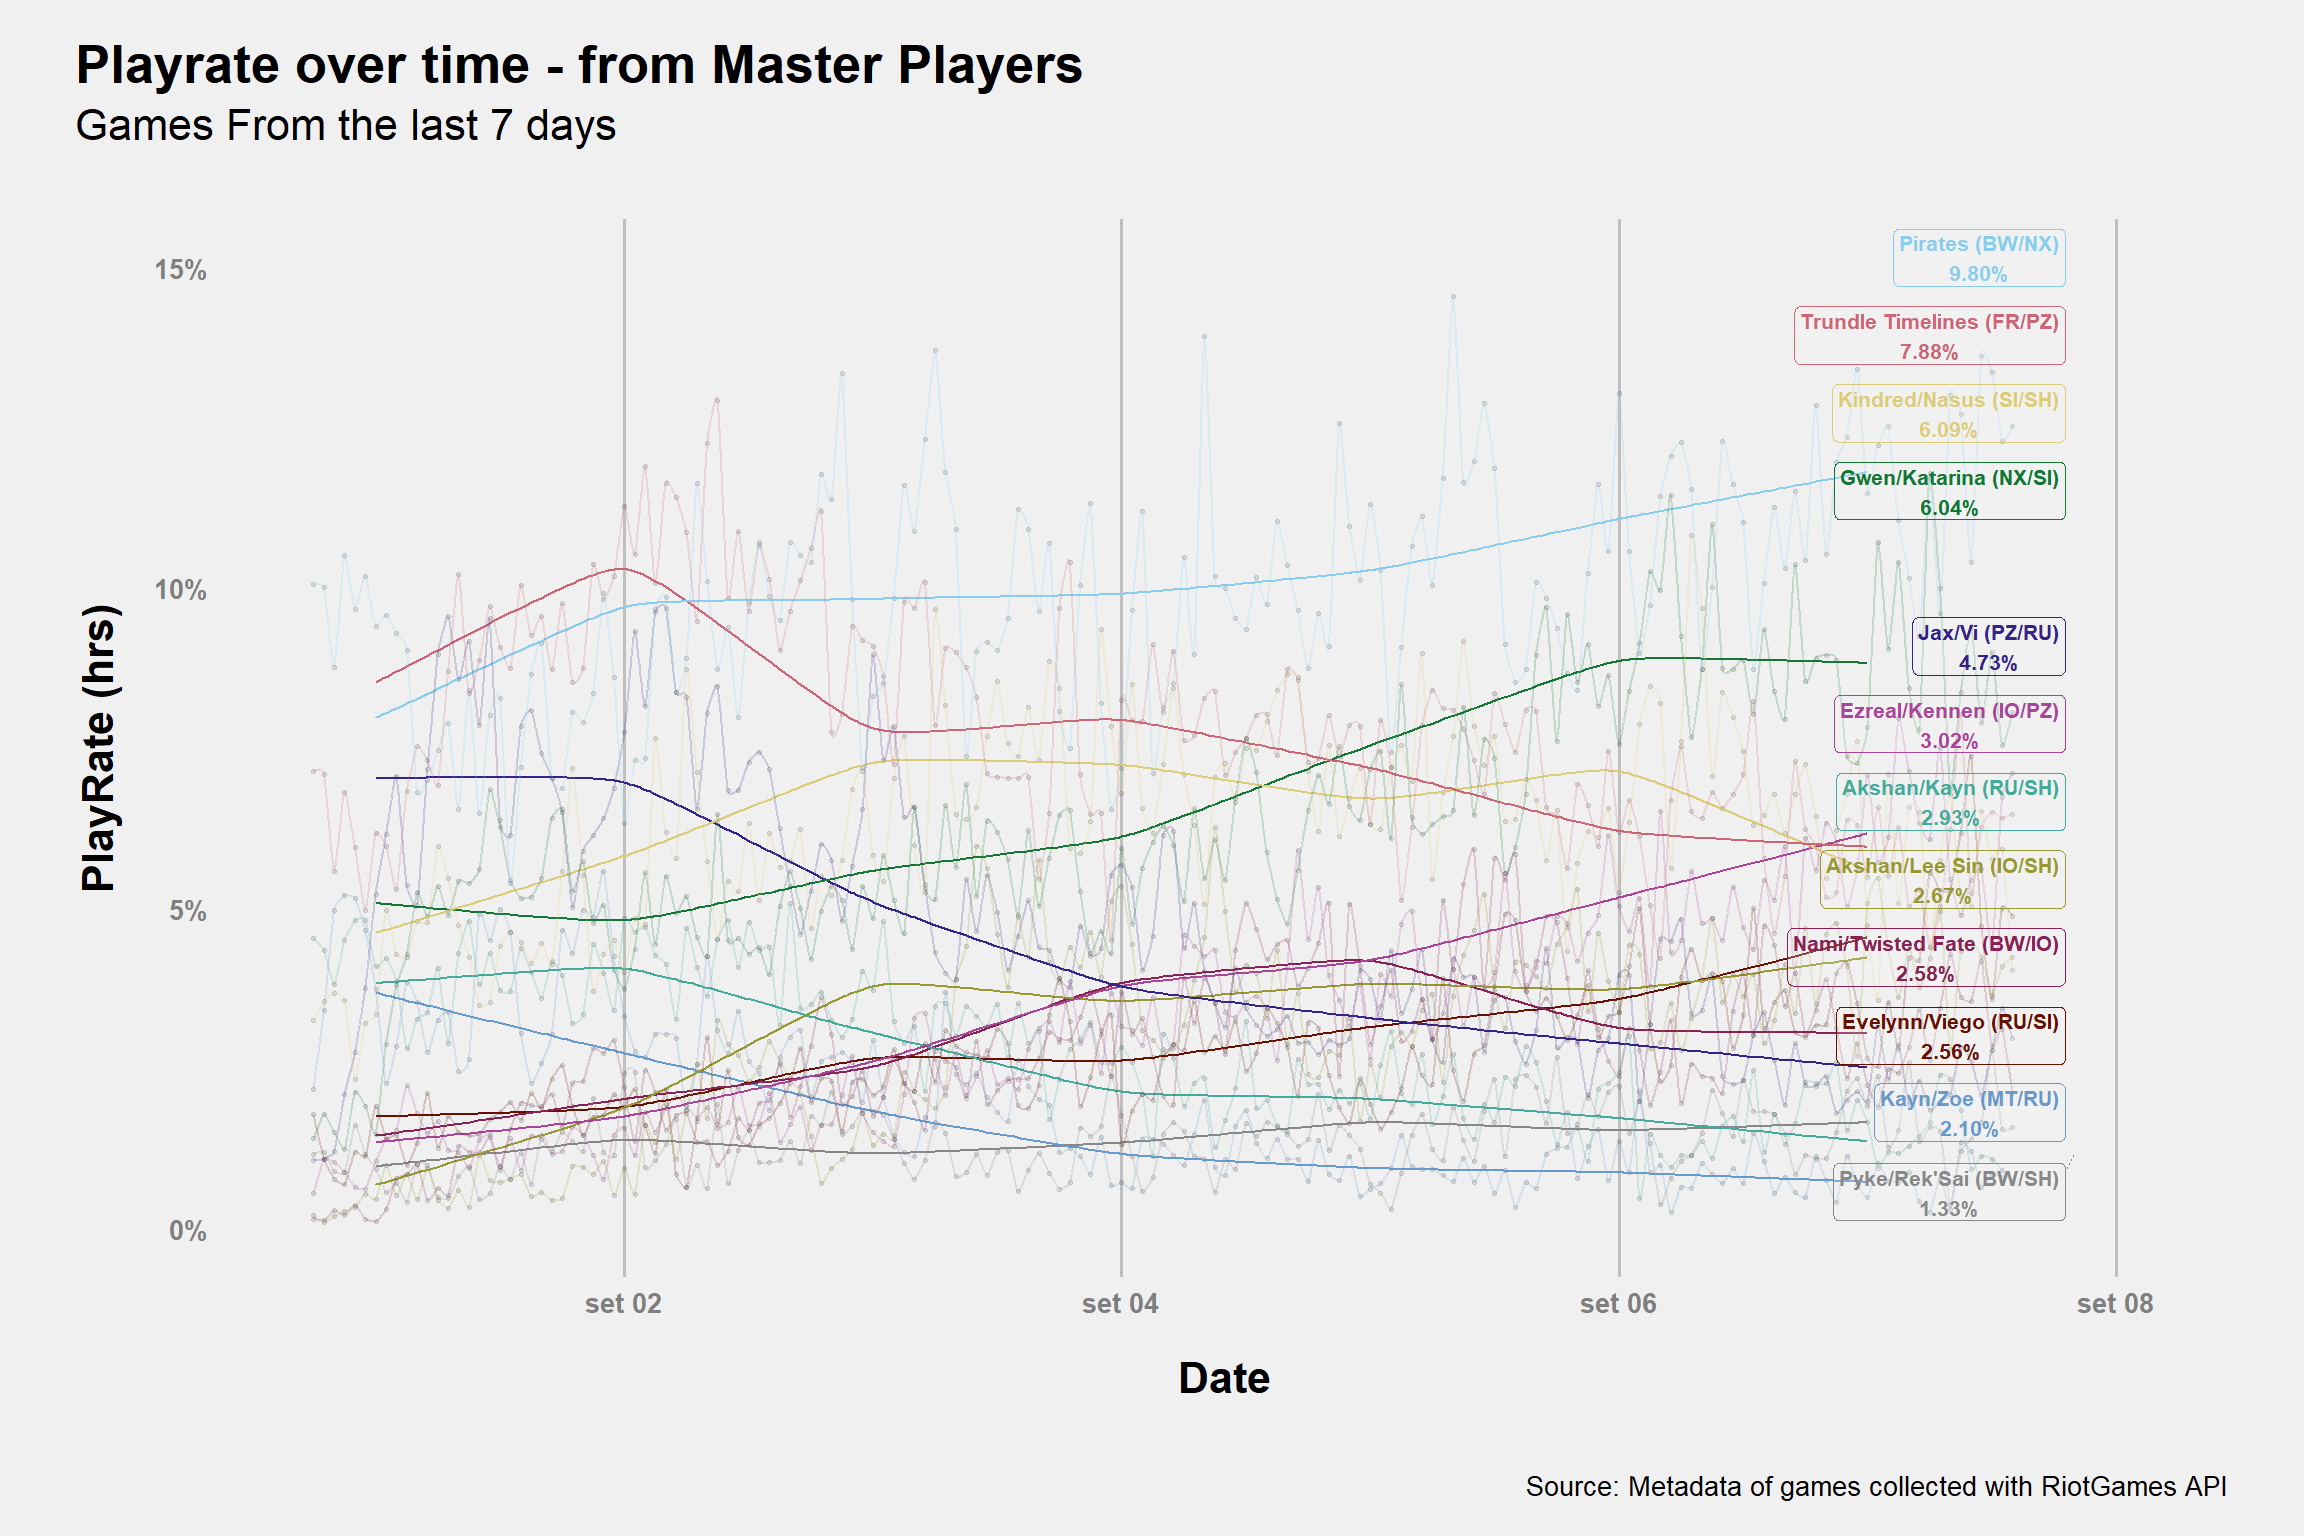 Playrate over time - from Master Players
Games From the last 7 days
PlayRate (hrs)
15%
10%
5%
0%
Pirates (BW/NX)
9.80%
Trundle Timelines (FR/PZ)
7.88%
Kindred/Nasus (SI/SH)
6.09%
Gwen/Katarina (NX/SI)
6.04%
Jax/Vi (PZ/RU)
4.73%
Ezreal/Kennen (IO/PZ)
3.02%
Akshan/Kayn (RU/SH)
2.93%
Akshan/Lee Sin (IO/SH)
2.67%
Nami/Twisted Fate (BW/IO)
2.58%
Evelynn/Viego (RU/SI)
2.56%
Kayn/Zoe (MT/RU)
2.10%
Pyke/Rek'Sai (BW/SH)
1.33%
set 02
set 04
set 06
set 08
Date
Source: Metadata of games collected with RiotGames API